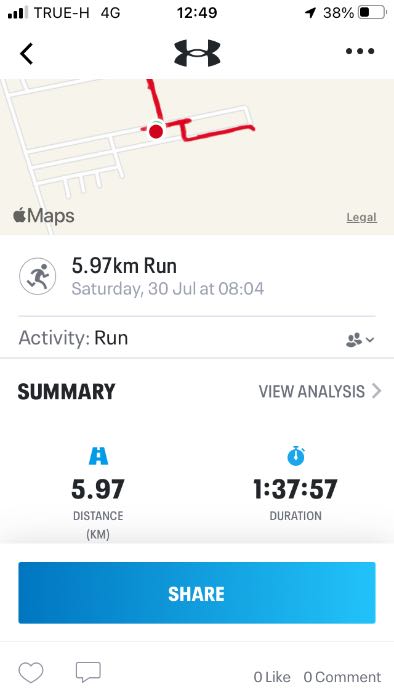 TRUE-H 4G 12:49 38%
Maps
Legal
5.97km Run
Saturday, 30 Jul at 08:04
Activity: Run
SUMMARY
VIEW ANALYSIS
5.97
1:37:57
DISTANCE
(KM)
DURATION
SHARE
0 Like 0 Comment